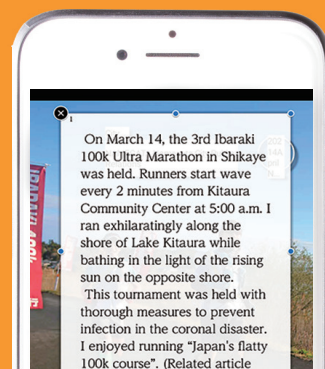 1
On March 14, the 3rd Ibaraki
100k Ultra Marathon in Shikaye
was held. Runners start wave
every 2 minutes from Kitaura
Community Center at 5:00 a.m. I
ran exhilaratingly along the
shore of Lake Kitaura while
bathing in the light of the rising
sun on the opposite shore.
This tournament was held with
thorough measures to prevent
infection in the coronal disaster.
I enjoyed running “Japan's flatty
100k course”. (Related article